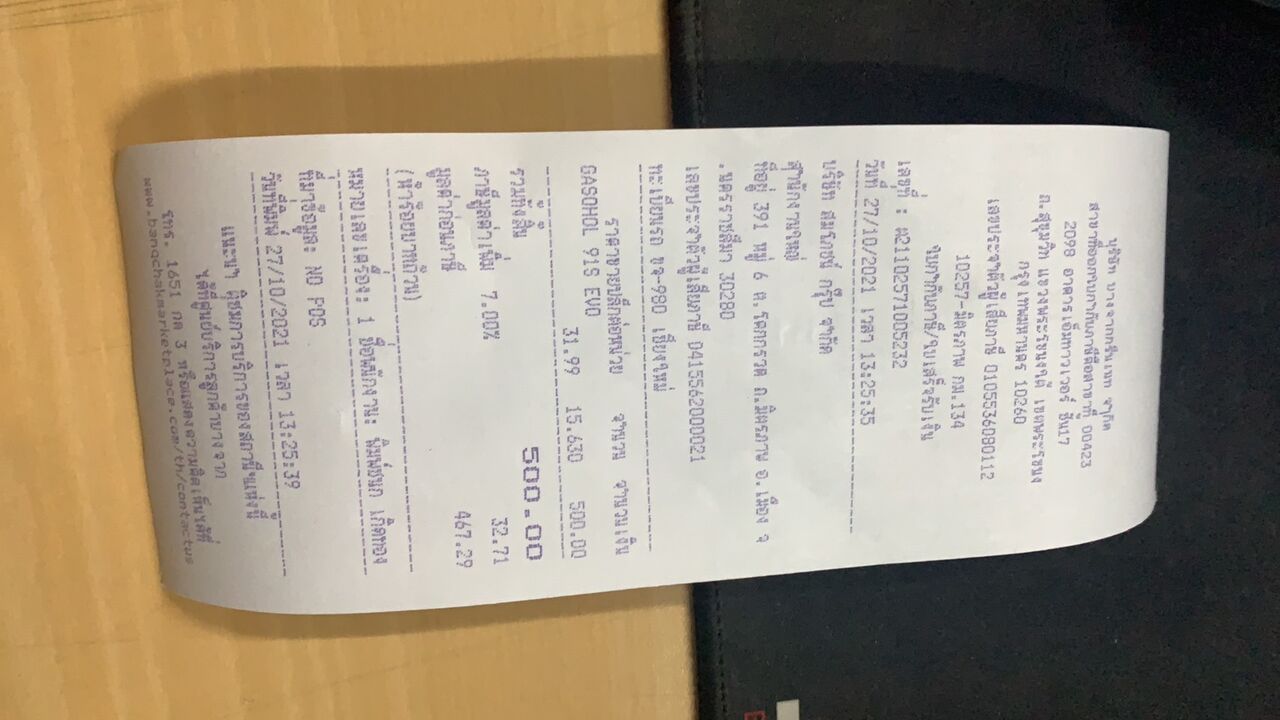 บริษัท บางจากกรีนเนท จำกัด
สาขาที่ออกใบกำกับภาษีคือสาขาที่ 00423
2098 อาคารเอ็มทาวเวอร์ ชั้น17
ถ.สุขุมวิท แขวงพระโขนงใต้ เขตพระโขนง
กรุงเทพมหานคร 10260
เลขประจำตัวผู้เสียภาษี 0105536080112
10257-มิตรภาพ กม.134
ใบกำกับภาษี/ใบเสร็จรับเงิน
เลขที่ : 21102571005232
วันที่ 27/10/2021 เวลา 13:25:35
บริษัท สมโภชน์ กรุ๊ป จำกัด
สำนักงานใหญ่
ที่อยู่ 391 หมู่ 6 ต.โคกกรวด ถ.มิตรภาพ อ.เมือง จ
.นครราชสีมา 30280
เลขประจำตัวผู้เสียภาษี 0415562000021
ทะเบียนรถ ขจ-980 เชียงใหม่
ราคาขายปลีกต่อหน่วย จำนวน จำนวนเงิน
GASOHOL 91S EVO
31.99 15.630 500.00
รวมทั้งสิ้น 500.00
ภาษีมูลค่าเพิ่ม 7.00% 32.71
มูลค่าก่อนภาษี 467.29
(ห้าร้อยบาทถ้วน)
หมายเลขเครื่อง: 1 ชื่อพนักงาน: พิมพ์ชนก เกิดทอง
ที่มาข้อมูล: NO POS
วันที่พิมพ์ 27/10/2021 เวลา 13:25:39
แนะนำ ติชมการบริการของสถานีฯแห่งนี้
ได้ที่ศูนย์บริการลูกค้าบางจาก
โทร. 1651 กด 3 หรือแสดงความคิดเห็นได้ที่
www.bangchakmarketplace.com/th/contactus